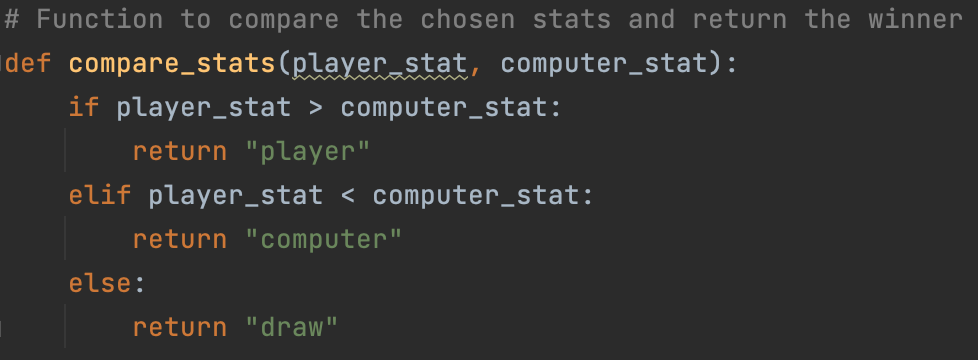 # Function to compare the chosen stats and return the winner
def compare_stats(player_stat, computer_stat):
    if player_stat > computer_stat:
        return "player"
    elif player_stat < computer_stat:
        return "computer"
    else:
        return "draw"